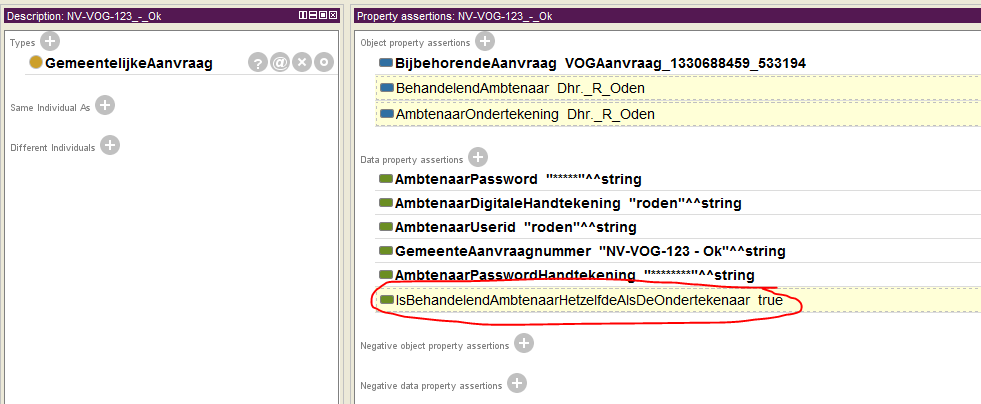 Description: NV-VOG-123_-_Ok
Types
GemeentelijkeAanvraag
Same Individual As
Different Individuals
Property assertions: NV-VOG-123_-_Ok
Object property assertions
BijbehorendeAanvraag VOGAanvraag_1330688459_533194
BehandelendAmbtenaar Dhr._R_Oden
AmbtenaarOndertekening Dhr._R_Oden
Data property assertions
AmbtenaarPassword "*****"^^string
AmbtenaarDigitaleHandtekening "roden"^^string
AmbtenaarUserid "roden"^^string
GemeenteAanvraagnummer "NV-VOG-123 - Ok"^^string
AmbtenaarPasswordHandtekening "********"^^string
IsBehandelendAmbtenaarHetzelfdeAlsDeOndertekenaar true
Negative object property assertions
Negative data property assertions